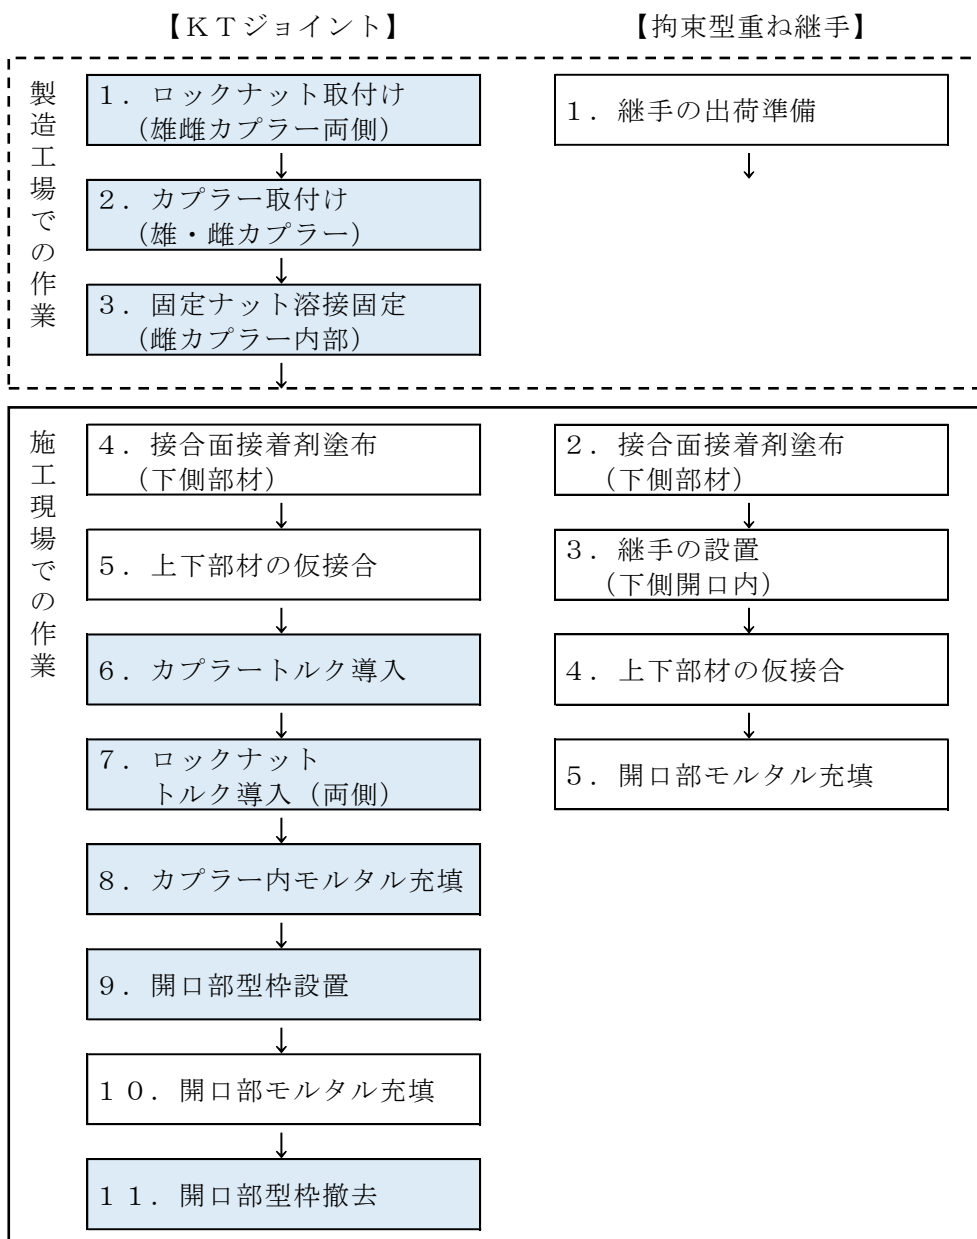 【ＫＴジョイント】
【拘束型重ね継手】
製造工場での作業
１．ロックナット取付け
（雄雌カプラー両側）
↓
２．カプラー取付け
（雄・雌カプラー）
↓
３．固定ナット溶接固定
（雌カプラー内部）
↓
１．継手の出荷準備
↓
施工現場での作業
４．接合面接着剤塗布
（下側部材）
↓
５．上下部材の仮接合
↓
６．カプラートルク導入
↓
７．ロックナット
トルク導入（両側）
↓
８．カプラー内モルタル充填
↓
９．開口部型枠設置
↓
１０．開口部モルタル充填
↓
１１．開口部型枠撤去
２．接合面接着剤塗布
（下側部材）
↓
３．継手の設置
（下側開口内）
↓
４．上下部材の仮接合
↓
５．開口部モルタル充填